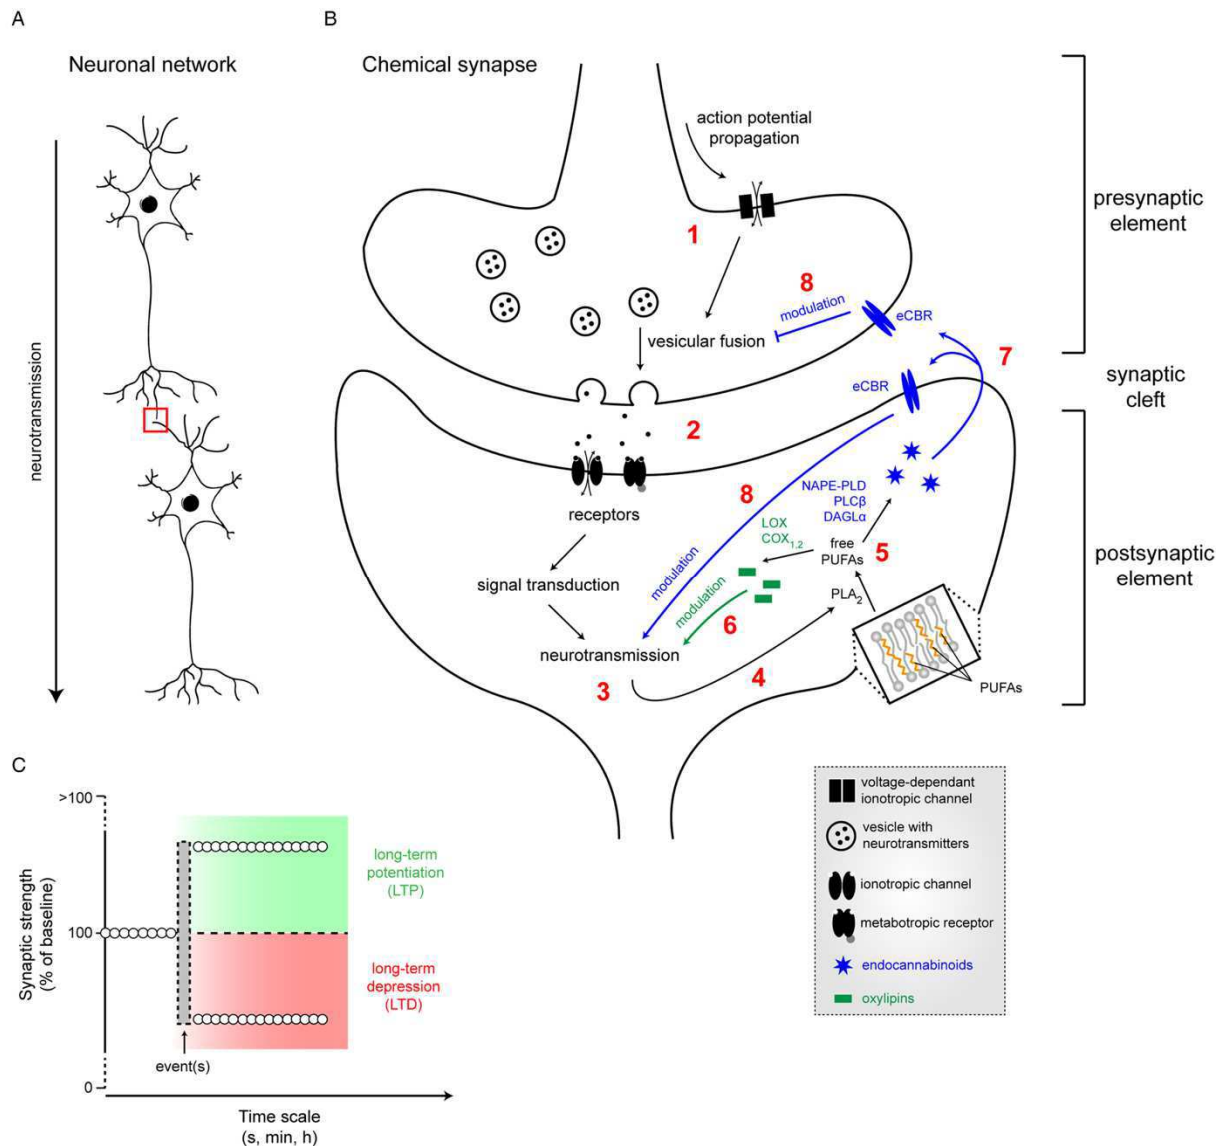 A
Neuronal network
neurotransmission
B
Chemical synapse
action potential
propagation
1
8
modulation
eCBR
vesicular fusion
7
eCBR
2
receptors
signal transduction
neurotransmission
3
8
modulation
NAPE-PLD
PLCβ
DAGLα
LOX
COX1,2
free
PUFAs
5
PLA2
modulation
6
4
PUFAs
presynaptic
element
synaptic
cleft
postsynaptic
element
C
Synaptic strength
(% of baseline)
>100
100
0
long-term
potentiation
(LTP)
long-term
depression
(LTD)
event(s)
Time scale
(s, min, h)
voltage-dependant
ionotropic channel
vesicle with
neurotransmitters
ionotropic channel
metabotropic receptor
endocannabinoids
oxylipins